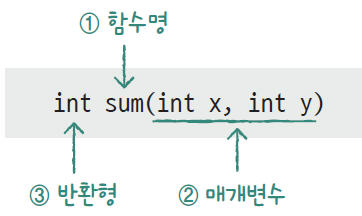 ① 함수명
int sum(int x, int y)
③ 반환형 ② 매개변수